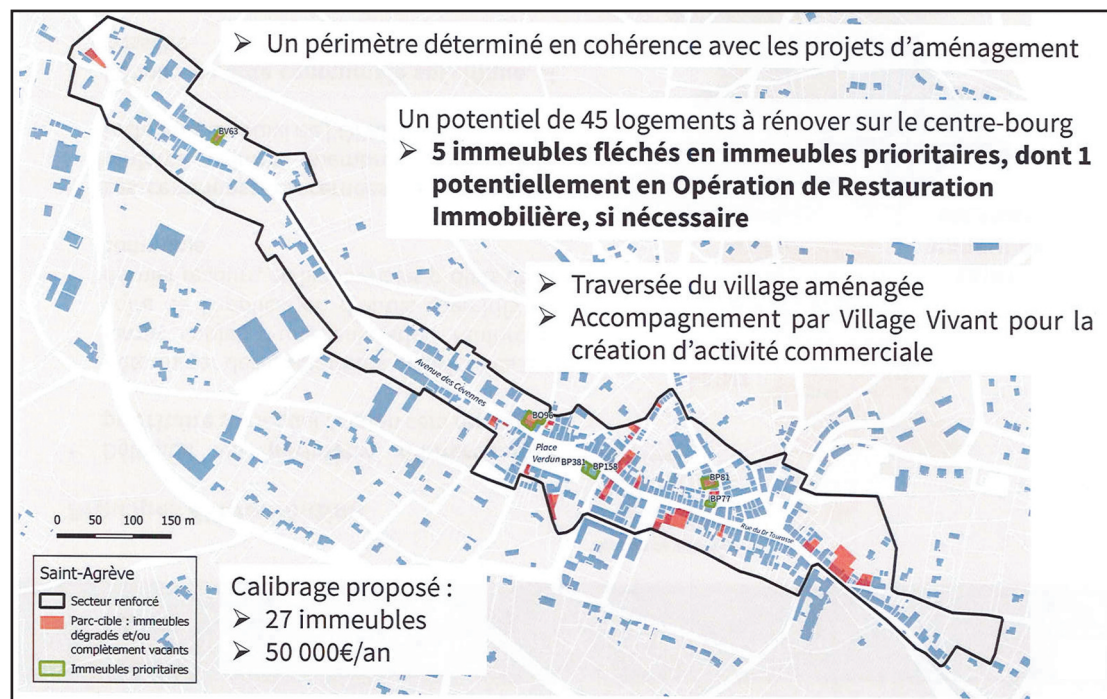 ➢ Un périmètre déterminé en cohérence avec les projets d’aménagement
Un potentiel de 45 logements à rénover sur le centre-bourg
➢ 5 immeubles fléchés en immeubles prioritaires, dont 1
potentiellement en Opération de Restauration
Immobilière, si nécessaire
➢ Traversée du village aménagée
➢ Accompagnement par Village Vivant pour la
création d’activité commerciale
BV63
Avenue des Cévennes
BO96
Place
Verdun
BP381
BP158
BP81
BP77
Rue du Dr Tourasse
0 50 100 150 m
Saint-Agrève
Secteur renforcé
Parc-cible : immeubles
dégradés et/ou
complètement vacants
Immeubles prioritaires
Calibrage proposé :
➢ 27 immeubles
➢ 50 000€/an